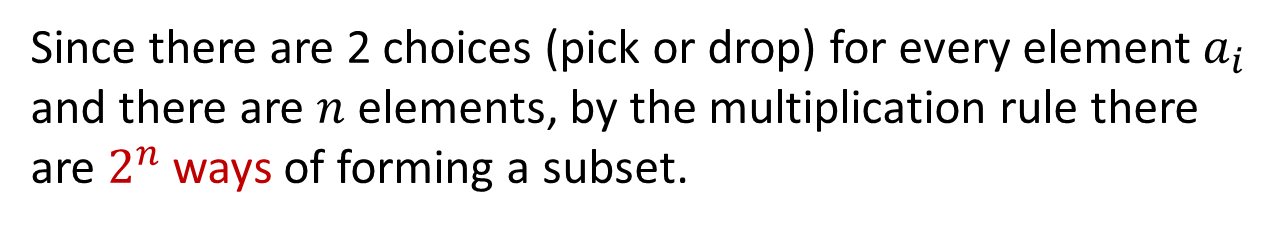 Since there are 2 choices (pick or drop) for every element $a_i$
and there are $n$ elements, by the multiplication rule there
are $2^n$ ways of forming a subset.